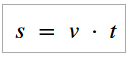 s = v · t